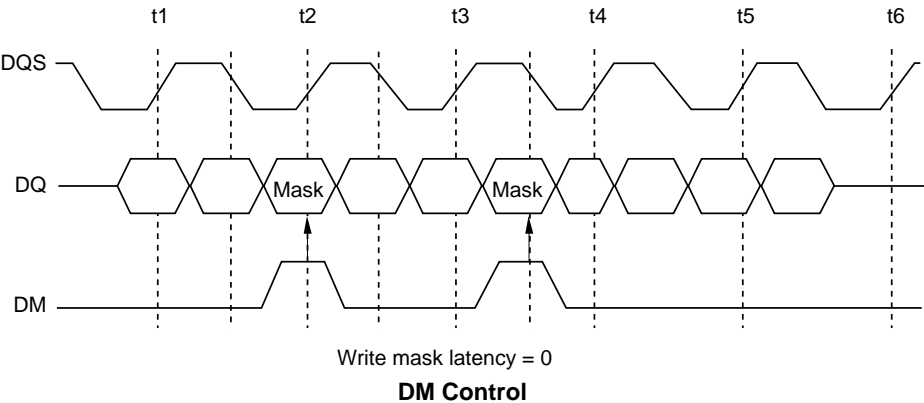 t1 t2 t3 t4 t5 t6
DQS
DQ Mask Mask
DM
Write mask latency = 0
DM Control